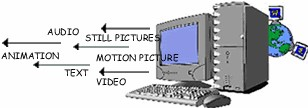 AUDIO
STILL PICTURES
ANIMATION
MOTION PICTURE
TEXT
VIDEO